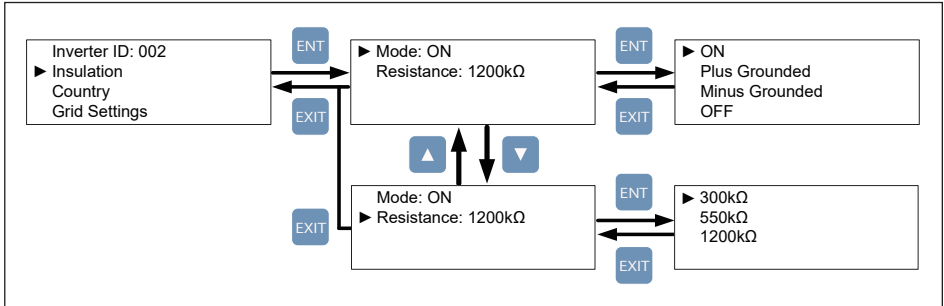 Inverter ID: 002
▶ Insulation
Country
Grid Settings
ENT
EXIT
▶ Mode: ON
Resistance: 1200kΩ
ENT
EXIT
▶ ON
Plus Grounded
Minus Grounded
OFF
▲
▼
EXIT
Mode: ON
▶ Resistance: 1200kΩ
ENT
EXIT
▶ 300kΩ
550kΩ
1200kΩ